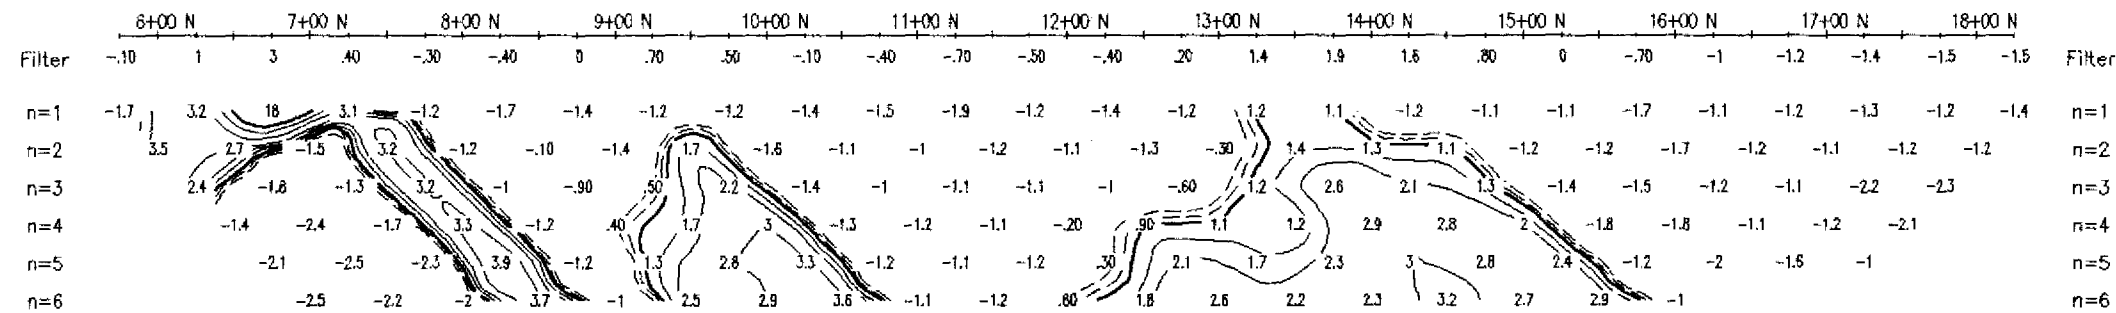 6+00 N 7+00 N 8+00 N 9+00 N 10+00 N 11+00 N 12+00 N 13+00 N 14+00 N 15+00 N 16+00 N 17+00 N 18+00 N
Filter -.10 1 3 .40 -.30 -.40 0 .70 .50 -.10 -.40 -.70 -.50 -.40 .20 1.4 1.9 1.6 .80 0 -.70 -1 -1.2 -1.4 -1.5 -1.5 Filter
n=1 -1.7 3.2 18 3.1 -1.2 -1.7 -1.4 -1.2 -1.2 -1.4 -1.5 -1.9 -1.2 -1.4 -1.2 1.2 1.1 -1.2 -1.1 -1.1 -1.7 -1.1 -1.2 -1.3 -1.2 -1.4 n=1
n=2 3.5 2.7 -1.5 3.2 -1.2 -.10 -1.4 1.7 -1.6 -1.1 -1 -1.2 -1.1 -1.3 -.30 1.4 1.3 1.1 -1.2 -1.2 -1.7 -1.2 -1.1 -1.2 -1.2 n=2
n=3 2.4 -1.8 -1.3 3.2 -1 -.90 .50 2.2 -1.4 -1 -1.1 -1.1 -1 -.60 1.2 2.6 2.1 1.3 -1.4 -1.5 -1.2 -1.1 -2.2 -2.3 n=3
n=4 -1.4 -2.4 -1.7 3.3 -1.2 .40 1.7 3 -1.3 -1.2 -1.1 -.20 .90 1.1 1.2 2.9 2.8 2 -1.8 -1.8 -1.1 -1.2 -2.1 n=4
n=5 -2.1 -2.5 -2.3 3.9 -1.2 1.3 2.8 3.3 -1.2 -1.1 -1.2 .30 2.1 1.7 2.3 3 2.8 2.4 -1.2 -2 -1.6 -1 n=5
n=6 -2.5 -2.2 -2 3.7 -1 2.5 2.9 3.6 -1.1 -1.2 .60 1.8 2.6 2.2 2.3 3.2 2.7 2.9 -1 n=6